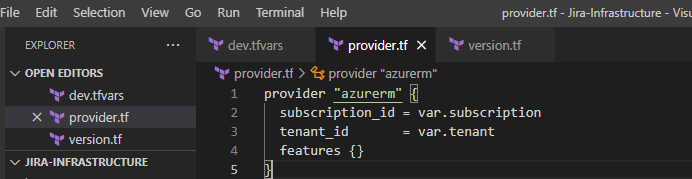 File Edit Selection View Go Run Terminal Help provider.tf - Jira-Infrastructure - Visu
EXPLORER
dev.tfvars provider.tf version.tf
OPEN EDITORS
dev.tfvars
provider.tf
version.tf
JIRA-INFRASTRUCTURE
provider.tf > provider "azurerm"
1 provider "azurerm" {
2 subscription_id = var.subscription
3 tenant_id = var.tenant
4 features {}
5 }